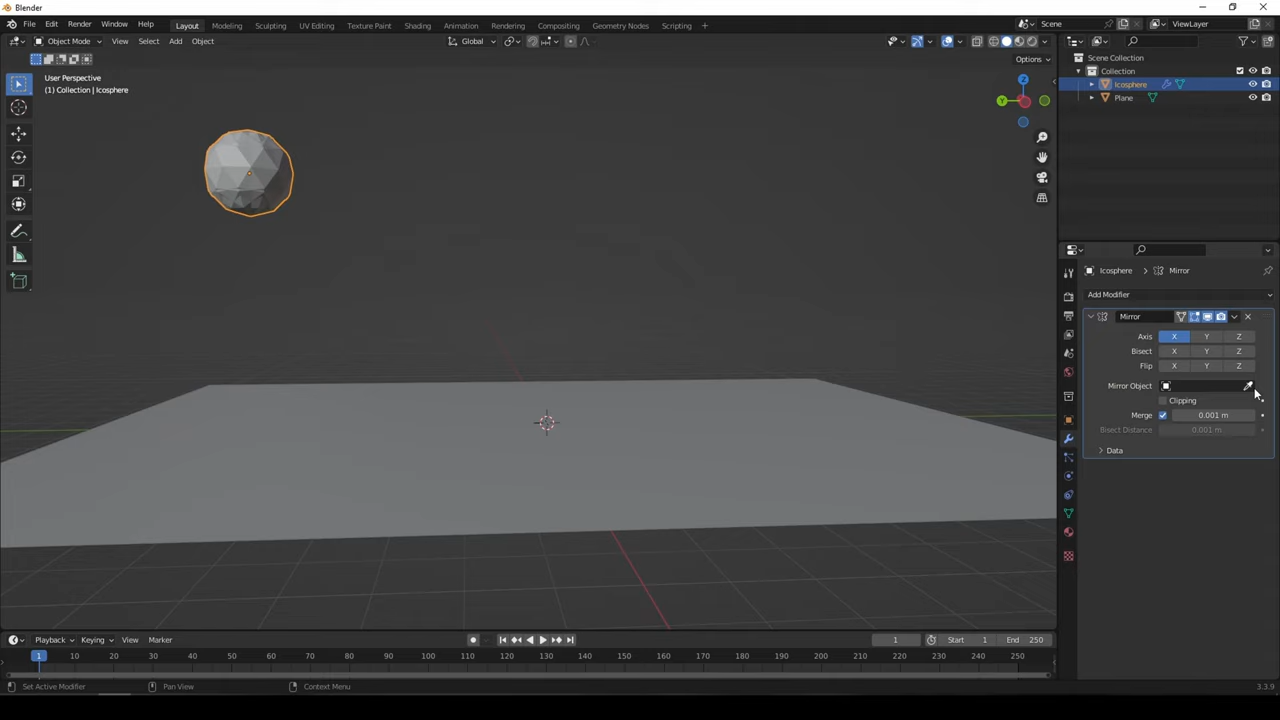 Blender
File Edit Render Window Help
Layout Modeling Sculpting UV Editing Texture Paint Shading Animation Rendering Compositing Geometry Nodes Scripting +
Scene
ViewLayer
Object Mode View Select Add Object
Global
Options
User Perspective
(1) Collection | Icosphere
Z
Y
Scene Collection
Collection
Icosphere
Plane
Icosphere > Mirror
Add Modifier
Mirror
Axis X Y Z
Bisect X Y Z
Flip X Y Z
Mirror Object
Clipping
Merge 0.001 m
Bisect Distance 0.001 m
Data
Playback Keying View Marker
1
Start 1
End 250
1 10 20 30 40 50 60 70 80 90 100 110 120 130 140 150 160 170 180 190 200 210 220 230 240 250
Set Active Modifier
Pan View
Context Menu
3.3.9